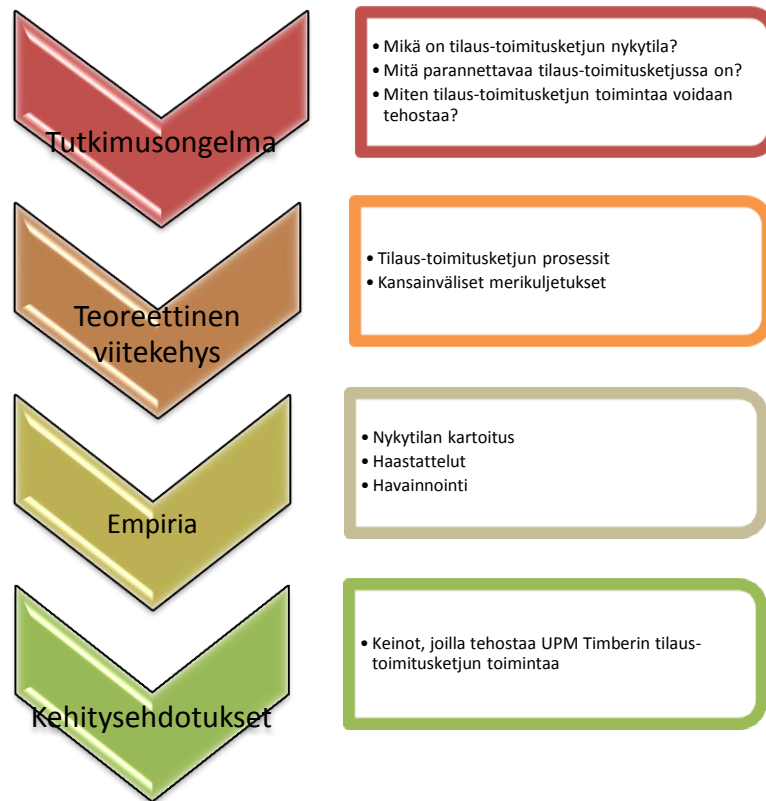 Tutkimusongelma
• Mikä on tilaus-toimitusketjun nykytila?
• Mitä parannettavaa tilaus-toimitusketjussa on?
• Miten tilaus-toimitusketjun toimintaa voidaan
tehostaa?
Teoreettinen
viitekehys
• Tilaus-toimitusketjun prosessit
• Kansainväliset merikuljetukset
Empiria
• Nykytilan kartoitus
• Haastattelut
• Havainnointi
Kehitysehdotukset
• Keinot, joilla tehostaa UPM Timberin tilaus-
toimitusketjun toimintaa